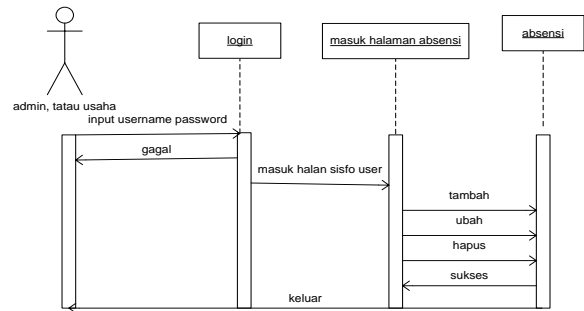 login
masuk halaman absensi
absensi
admin, tatau usaha
input username password
gagal
masuk halan sisfo user
tambah
ubah
hapus
sukses
keluar